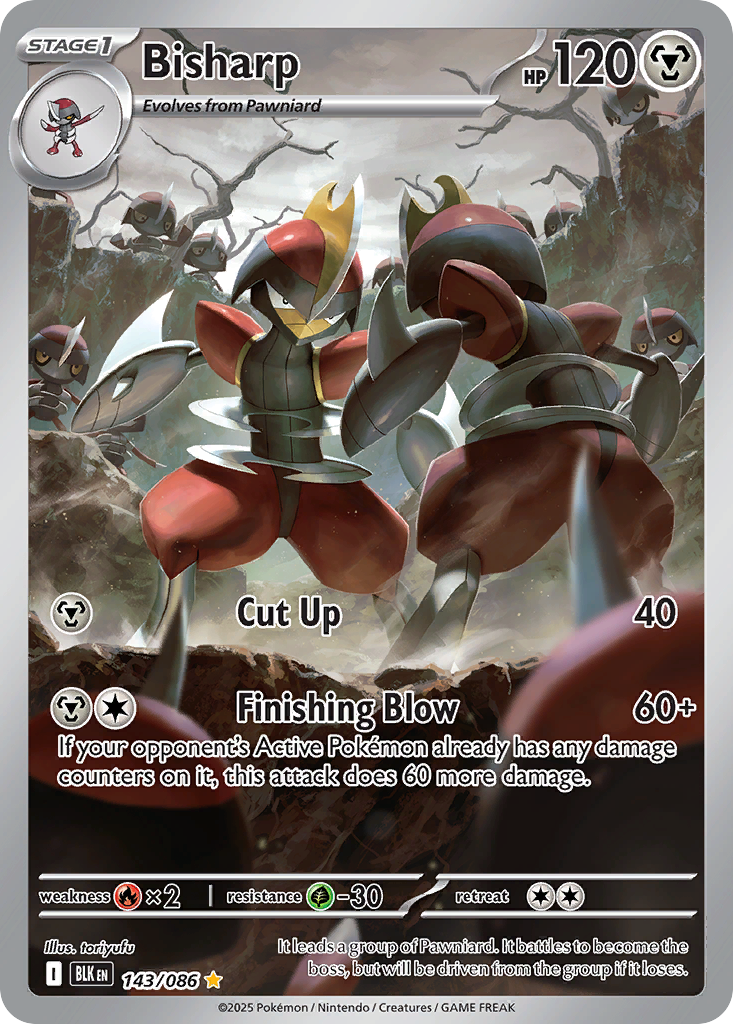 STAGE1
Bisharp
HP 120
Evolves from Pawniard
Cut Up 40
Finishing Blow 60+
If your opponent's Active Pokémon already has any damage
counters on it, this attack does 60 more damage.
weakness ×2 resistance -30 retreat
Illus. toriyufu
It leads a group of Pawniard. It battles to become the
boss, but will be driven from the group if it loses.
I BLK EN 143/086
©2025 Pokémon / Nintendo / Creatures / GAME FREAK